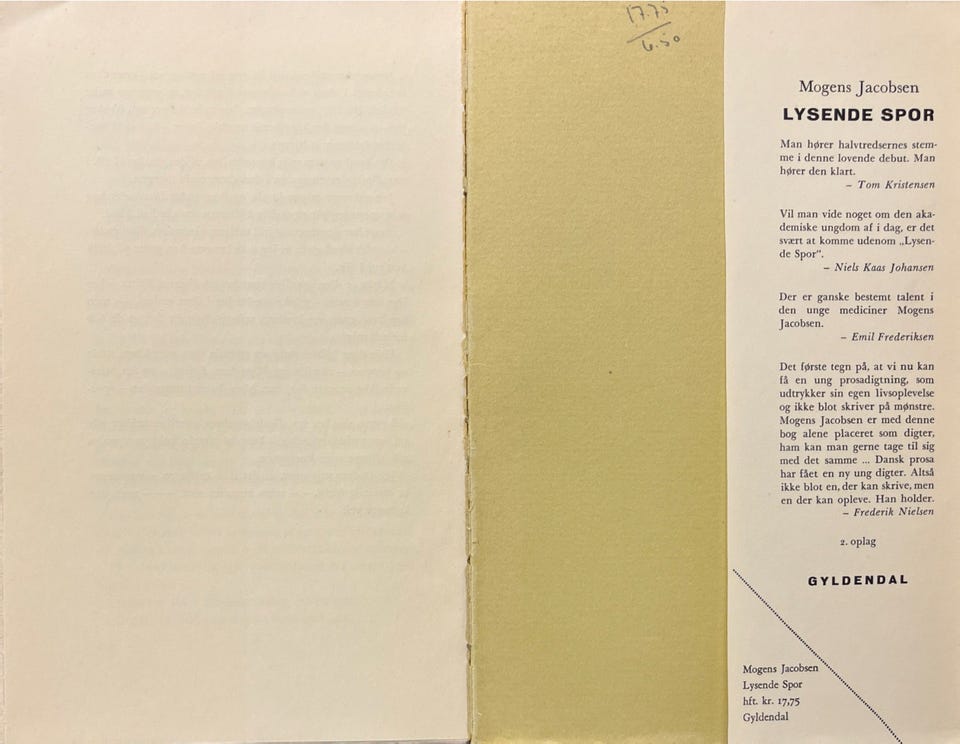 17.75
6.50
Mogens Jacobsen
LYSENDE SPOR
Man hører halvtredsernes stem-
me i denne lovende debut. Man
hører den klart.
– Tom Kristensen
Vil man vide noget om den aka-
demiske ungdom af i dag, er det
svært at komme udenom „Lysen-
de Spor”.
– Niels Kaas Johansen
Der er ganske bestemt talent i
den unge mediciner Mogens
Jacobsen.
– Emil Frederiksen
Det første tegn på, at vi nu kan
få en ung prosadigtning, som
udtrykker sin egen livsoplevelse
og ikke blot skriver på mønstre.
Mogens Jacobsen er med denne
bog alene placeret som digter,
ham kan man gerne tage til sig
med det samme ... Dansk prosa
har fået en ny ung digter. Altså
ikke blot en, der kan skrive, men
en der kan opleve. Han holder.
– Frederik Nielsen
2. oplag
GYLDENDAL
Mogens Jacobsen
Lysende Spor
hft. kr. 17,75
Gyldendal